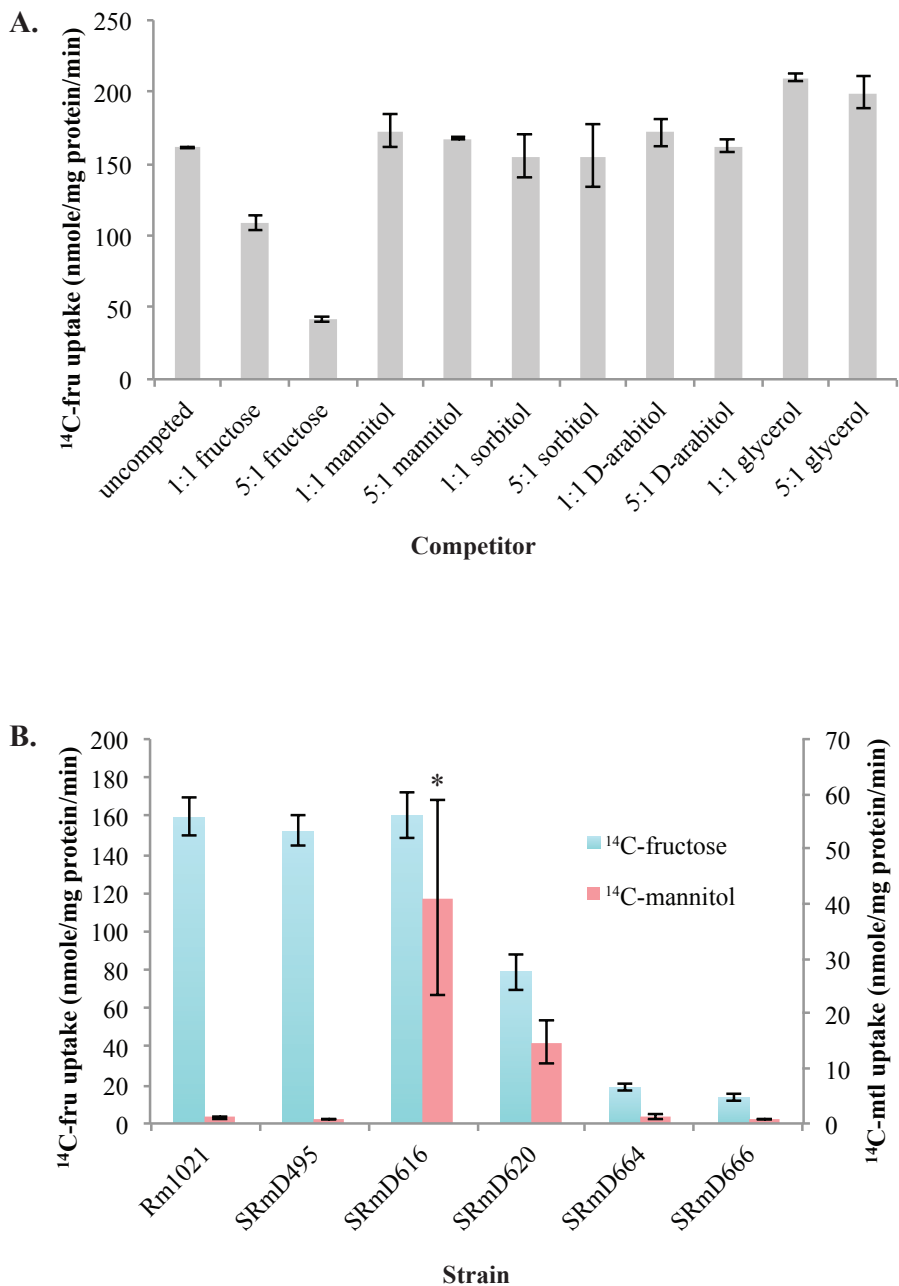 A.
¹⁴C-fru uptake (nmole/mg protein/min)
250
200
150
100
50
0
uncompeted
1:1 fructose
5:1 fructose
1:1 mannitol
5:1 mannitol
1:1 sorbitol
5:1 sorbitol
1:1 D-arabitol
5:1 D-arabitol
1:1 glycerol
5:1 glycerol
Competitor
B.
¹⁴C-fru uptake (nmole/mg protein/min)
200
180
160
140
120
100
80
60
40
20
0
*
¹⁴C-fructose
¹⁴C-mannitol
70
60
50
40
30
20
10
0
¹⁴C-mtl uptake (nmole/mg protein/min)
Rm1021
SRmD495
SRmD616
SRmD620
SRmD664
SRmD666
Strain